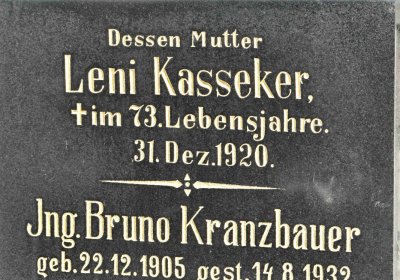 Dessen Mutter
Leni Kasseker,
✝im 73.Lebensjahre.
31.Dez.1920.
Jng.Bruno Kranzbauer
geb.22.12.1905 gest.14.8.1932